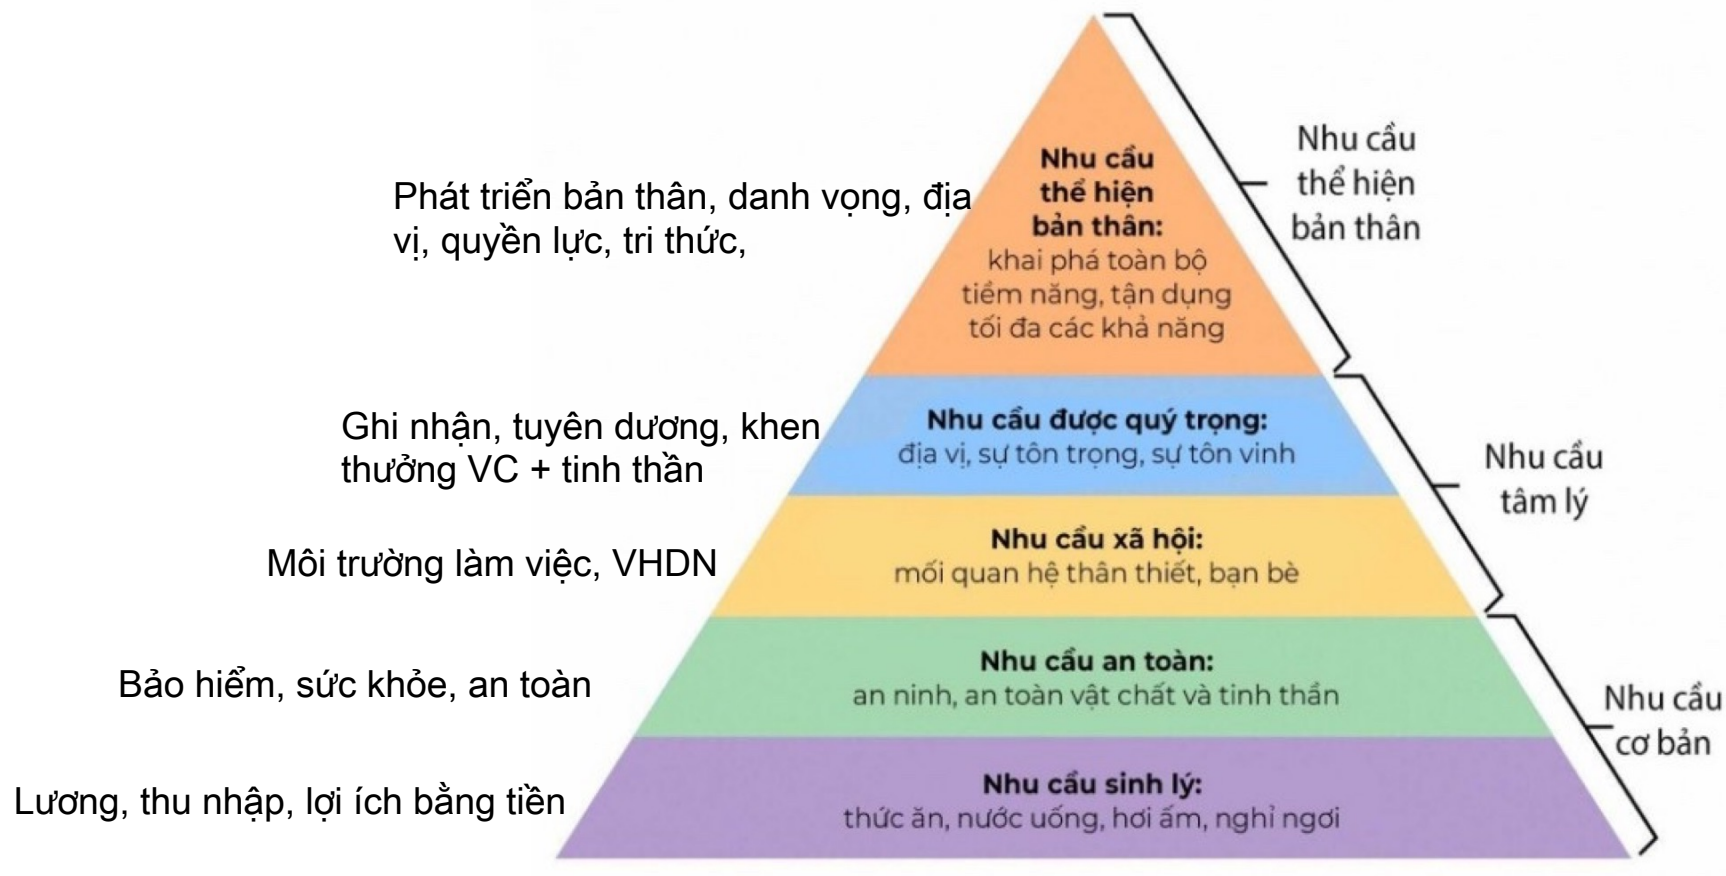 Nhu cầu
thể hiện
bản thân:
khai phá toàn bộ
tiềm năng, tận dụng
tối đa các khả năng
Phát triển bản thân, danh vọng, địa
vị, quyền lực, tri thức,
Nhu cầu
thể hiện
bản thân
Nhu cầu được quý trọng:
địa vị, sự tôn trọng, sự tôn vinh
Ghi nhận, tuyên dương, khen
thưởng VC + tinh thần
Nhu cầu
tâm lý
Nhu cầu xã hội:
mối quan hệ thân thiết, bạn bè
Môi trường làm việc, VHDN
Nhu cầu an toàn:
an ninh, an toàn vật chất và tinh thần
Bảo hiểm, sức khỏe, an toàn
Nhu cầu
cơ bản
Nhu cầu sinh lý:
thức ăn, nước uống, hơi ấm, nghỉ ngơi
Lương, thu nhập, lợi ích bằng tiền